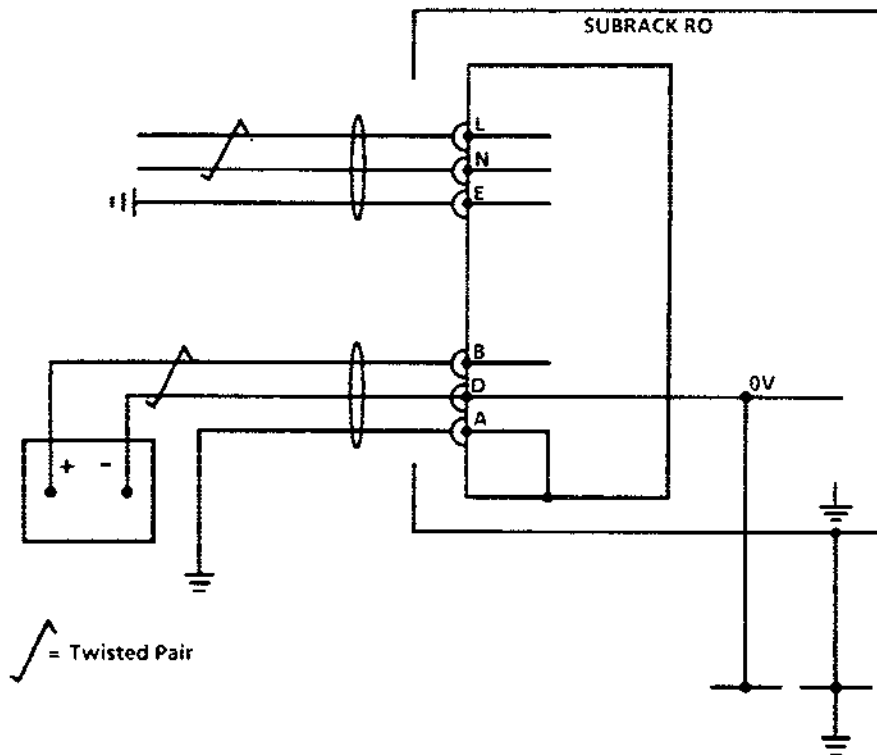 SUBRACK RO
L
N
E
B
D
0V
A
+ -
= Twisted Pair